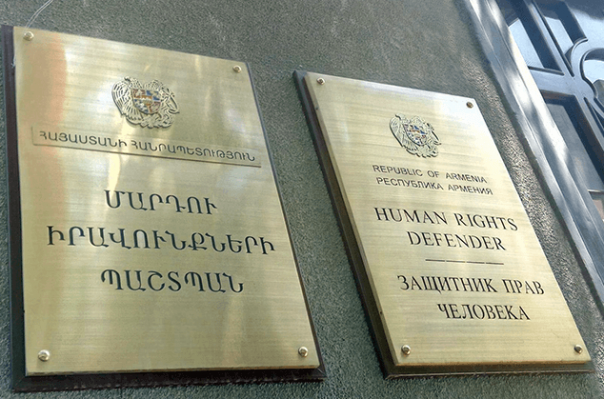 ՀԱՅԱՍՏԱՆԻ ՀԱՆՐԱՊԵՏՈՒԹՅՈՒՆ
ՄԱՐԴՈՒ
ԻՐԱՎՈՒՆՔՆԵՐԻ
ՊԱՇՏՊԱՆ
REPUBLIC OF ARMENIA
РЕСПУБЛИКА АРМЕНИЯ
HUMAN RIGHTS
DEFENDER
ЗАЩИТНИК ПРАВ
ЧЕЛОВЕКА